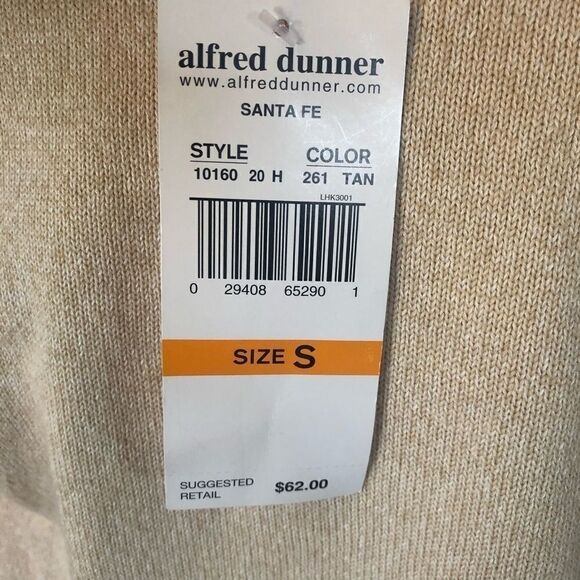 alfred dunner
www.alfreddunner.com
SANTA FE
STYLE COLOR
10160 20 H 261 TAN
LHK3001
0 29408 65290 1
SIZE S
SUGGESTED
RETAIL $62.00